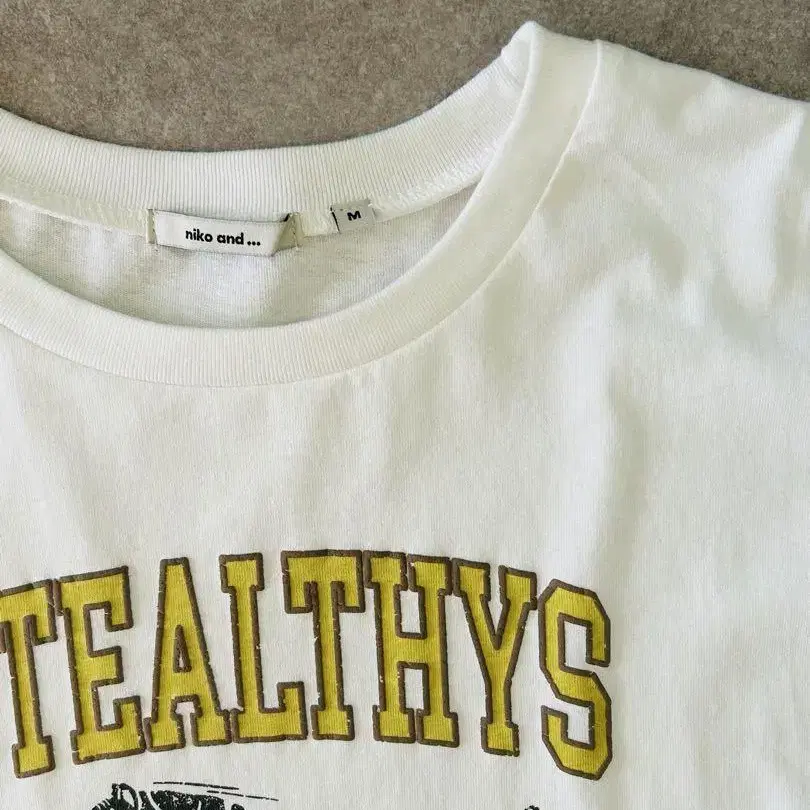 niko and ...
M
TEALTHYS